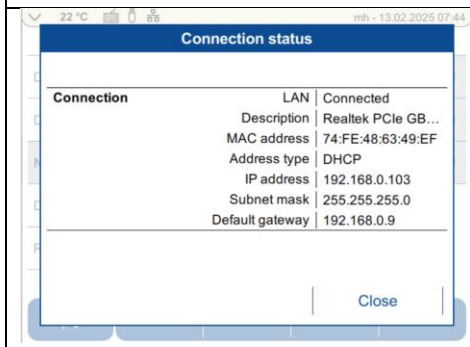 22 °C
mh - 13.02.2025 07:44
Connection status
Connection LAN Connected
Description Realtek PCIe GB...
MAC address 74:FE:48:63:49:EF
Address type DHCP
IP address 192.168.0.103
Subnet mask 255.255.255.0
Default gateway 192.168.0.9
Close